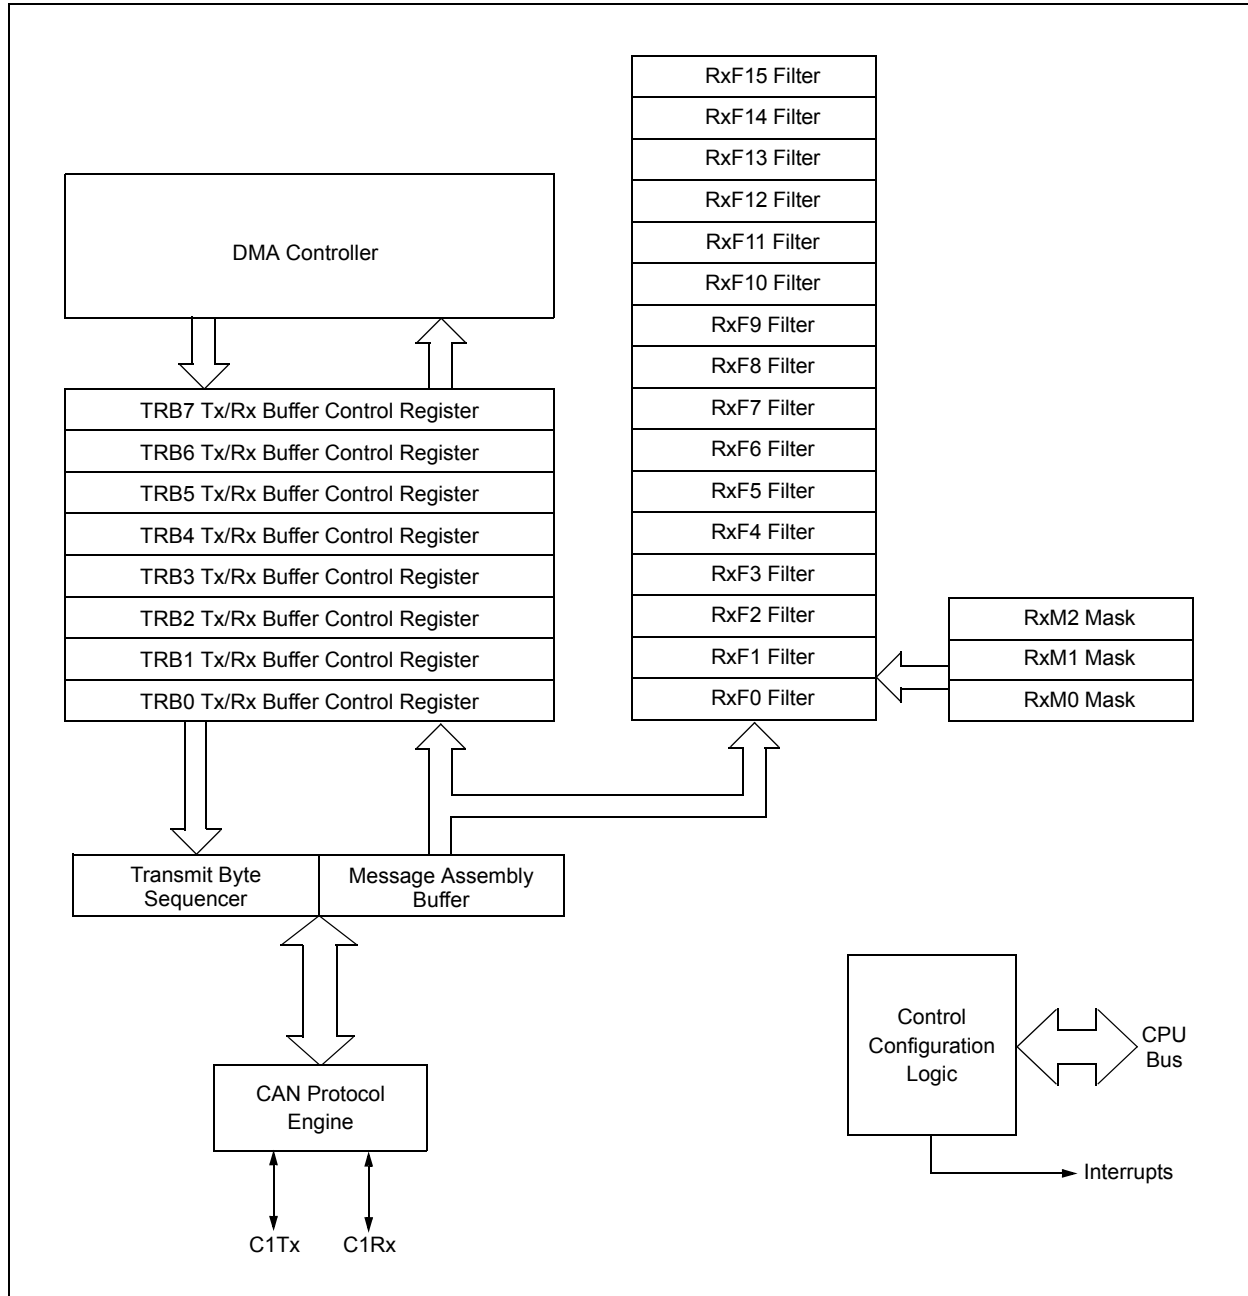 DMA Controller
TRB7 Tx/Rx Buffer Control Register
TRB6 Tx/Rx Buffer Control Register
TRB5 Tx/Rx Buffer Control Register
TRB4 Tx/Rx Buffer Control Register
TRB3 Tx/Rx Buffer Control Register
TRB2 Tx/Rx Buffer Control Register
TRB1 Tx/Rx Buffer Control Register
TRB0 Tx/Rx Buffer Control Register
RxF15 Filter
RxF14 Filter
RxF13 Filter
RxF12 Filter
RxF11 Filter
RxF10 Filter
RxF9 Filter
RxF8 Filter
RxF7 Filter
RxF6 Filter
RxF5 Filter
RxF4 Filter
RxF3 Filter
RxF2 Filter
RxF1 Filter
RxF0 Filter
RxM2 Mask
RxM1 Mask
RxM0 Mask
Transmit Byte
Sequencer
Message Assembly
Buffer
CAN Protocol
Engine
C1Tx
C1Rx
Control
Configuration
Logic
CPU
Bus
Interrupts